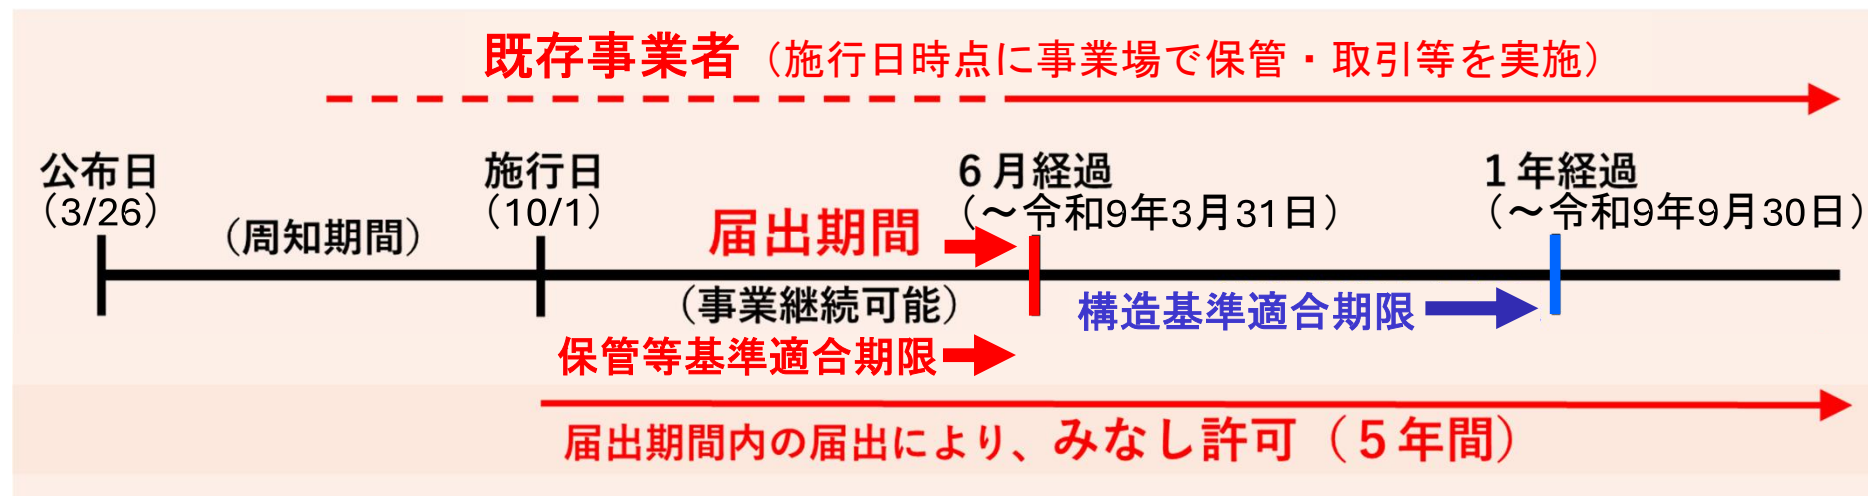 既存事業者（施行日時点に事業場で保管・取引等を実施）
公布日
（3/26）
（周知期間）
施行日
（10/1）
届出期間
（事業継続可能）
保管等基準適合期限
6月経過
（～令和9年3月31日）
構造基準適合期限
1年経過
（～令和9年9月30日）
届出期間内の届出により、みなし許可（5年間）